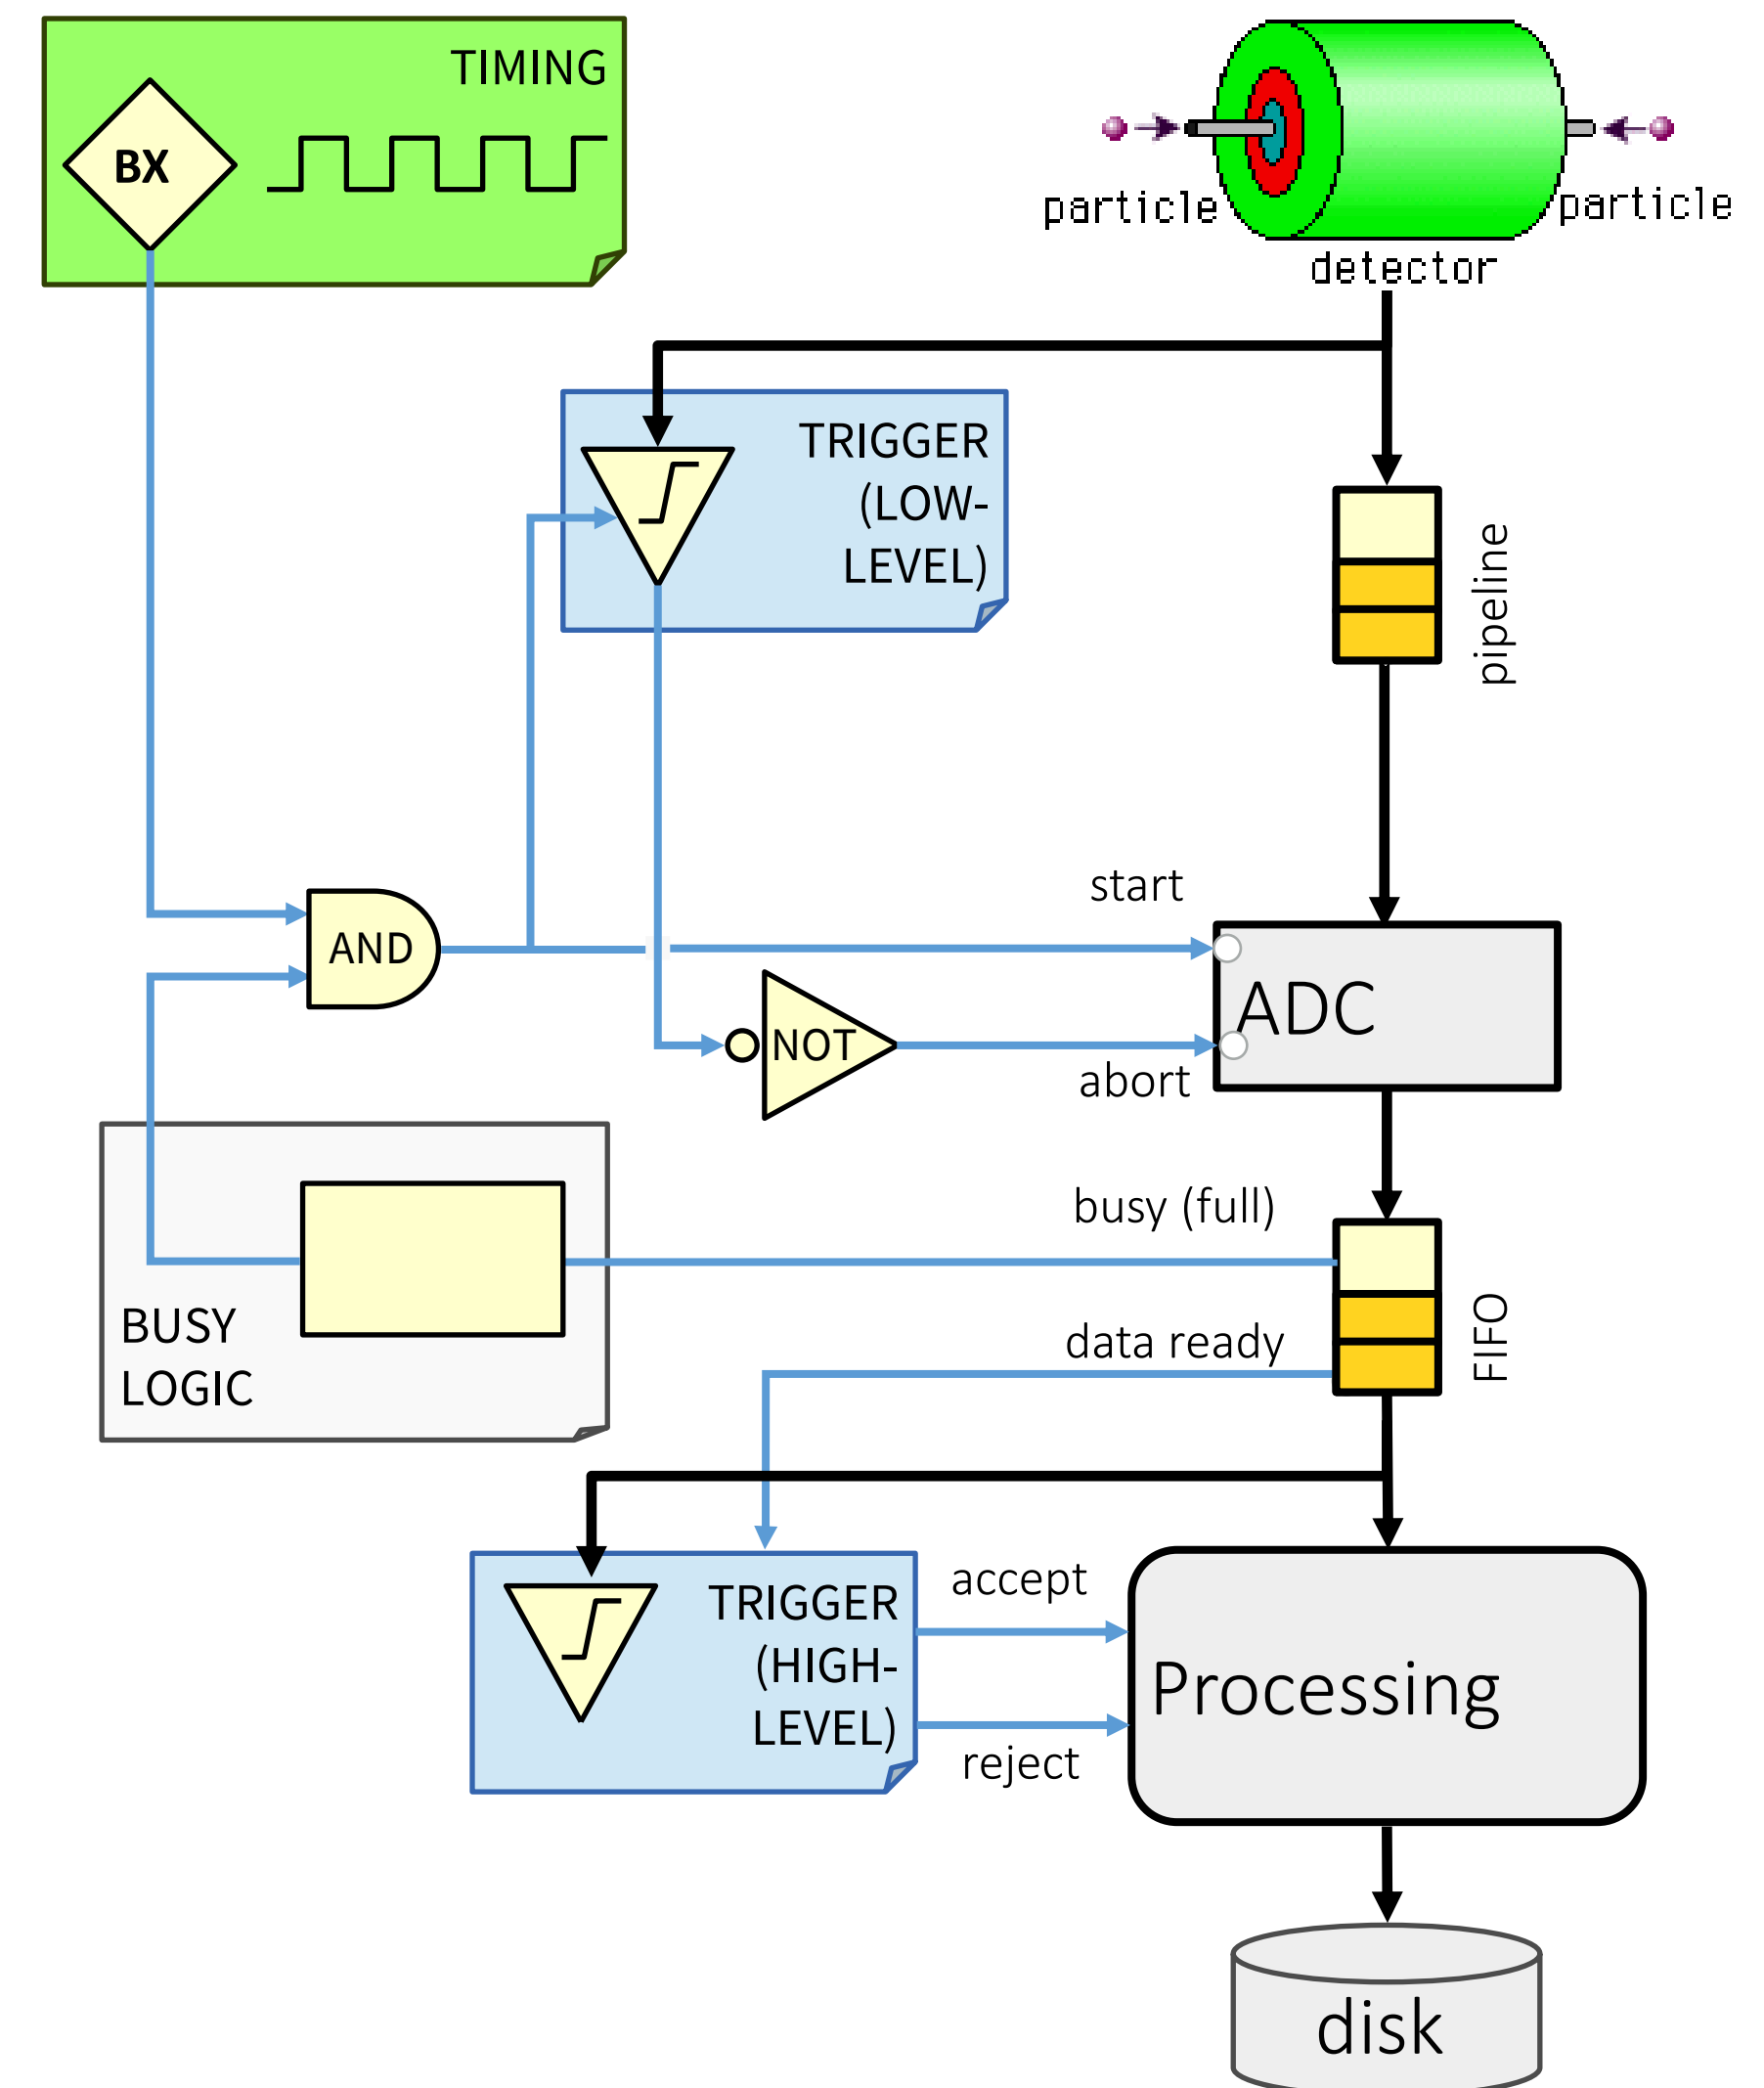 TIMING
BX
particle
particle
detector
TRIGGER
(LOW-
LEVEL)
pipeline
start
AND
ADC
NOT
abort
busy (full)
BUSY
LOGIC
data ready
FIFO
TRIGGER
(HIGH-
LEVEL)
accept
reject
Processing
disk